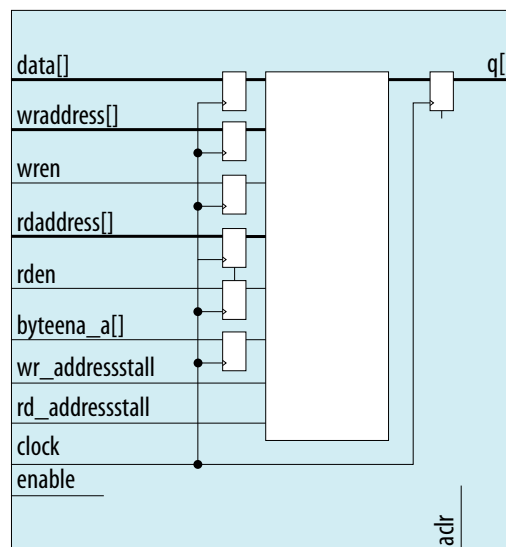 data[]
q[
wraddress[]
wren
rdaddress[]
rden
byteena_a[]
wr_addressstall
rd_addressstall
clock
enable
aclr